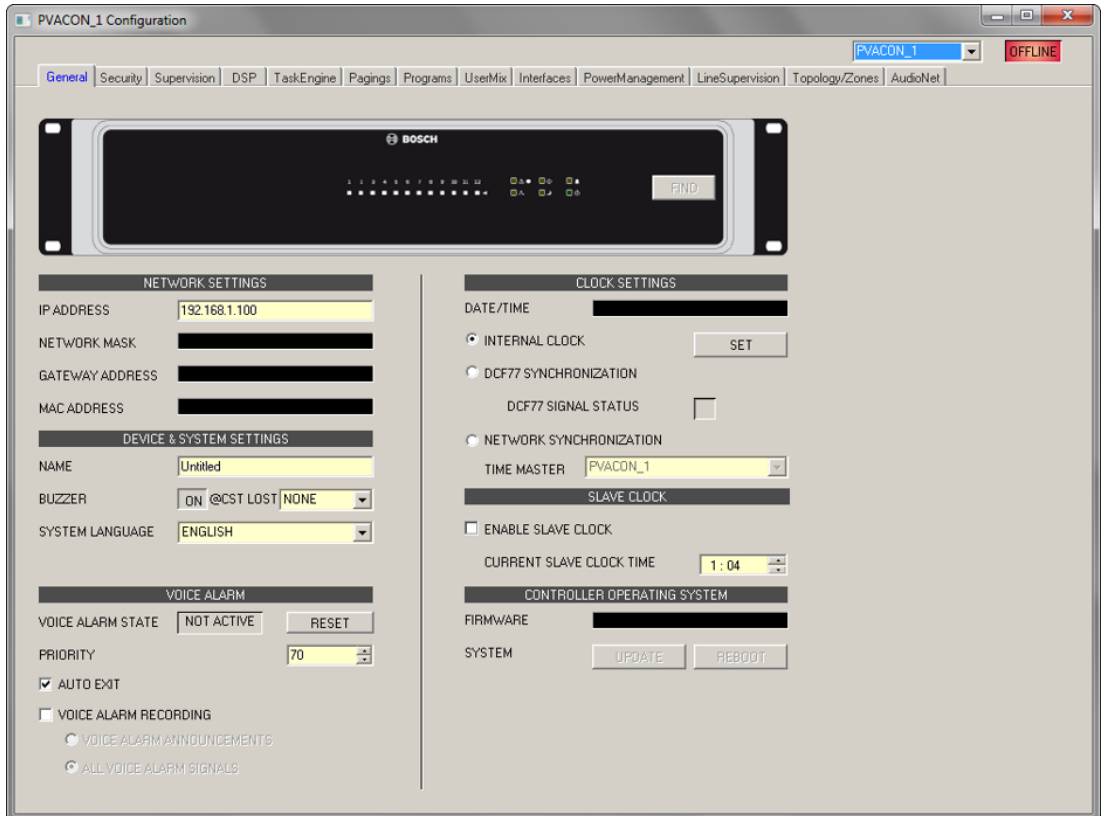 PVACON_1 Configuration
PVACON_1
OFFLINE
General Security Supervision DSP TaskEngine Pagings Programs UserMix Interfaces PowerManagement LineSupervision Topology/Zones AudioNet
BOSCH
1 2 3 4 5 6 7 8 9 10 11 12
FIND
NETWORK SETTINGS
IP ADDRESS 192.168.1.100
NETWORK MASK
GATEWAY ADDRESS
MAC ADDRESS
DEVICE & SYSTEM SETTINGS
NAME Untitled
BUZZER ON @CST LOST NONE
SYSTEM LANGUAGE ENGLISH
VOICE ALARM
VOICE ALARM STATE NOT ACTIVE RESET
PRIORITY 70
AUTO EXIT
VOICE ALARM RECORDING
VOICE ALARM ANNOUNCEMENTS
ALL VOICE ALARM SIGNALS
CLOCK SETTINGS
DATE/TIME
INTERNAL CLOCK SET
DCF77 SYNCHRONIZATION
DCF77 SIGNAL STATUS
NETWORK SYNCHRONIZATION
TIME MASTER PVACON_1
SLAVE CLOCK
ENABLE SLAVE CLOCK
CURRENT SLAVE CLOCK TIME 1 : 04
CONTROLLER OPERATING SYSTEM
FIRMWARE
SYSTEM UPDATE REBOOT